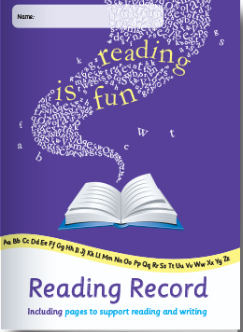 Name:
reading
is fun
Aa Bb Cc Dd Ee Ff Gg Hh Ii Jj Kk Ll Mm Nn Oo Pp Qq Rr Ss Tt Uu Vv Ww Xx Yy Zz
Reading Record
Including pages to support reading and writing